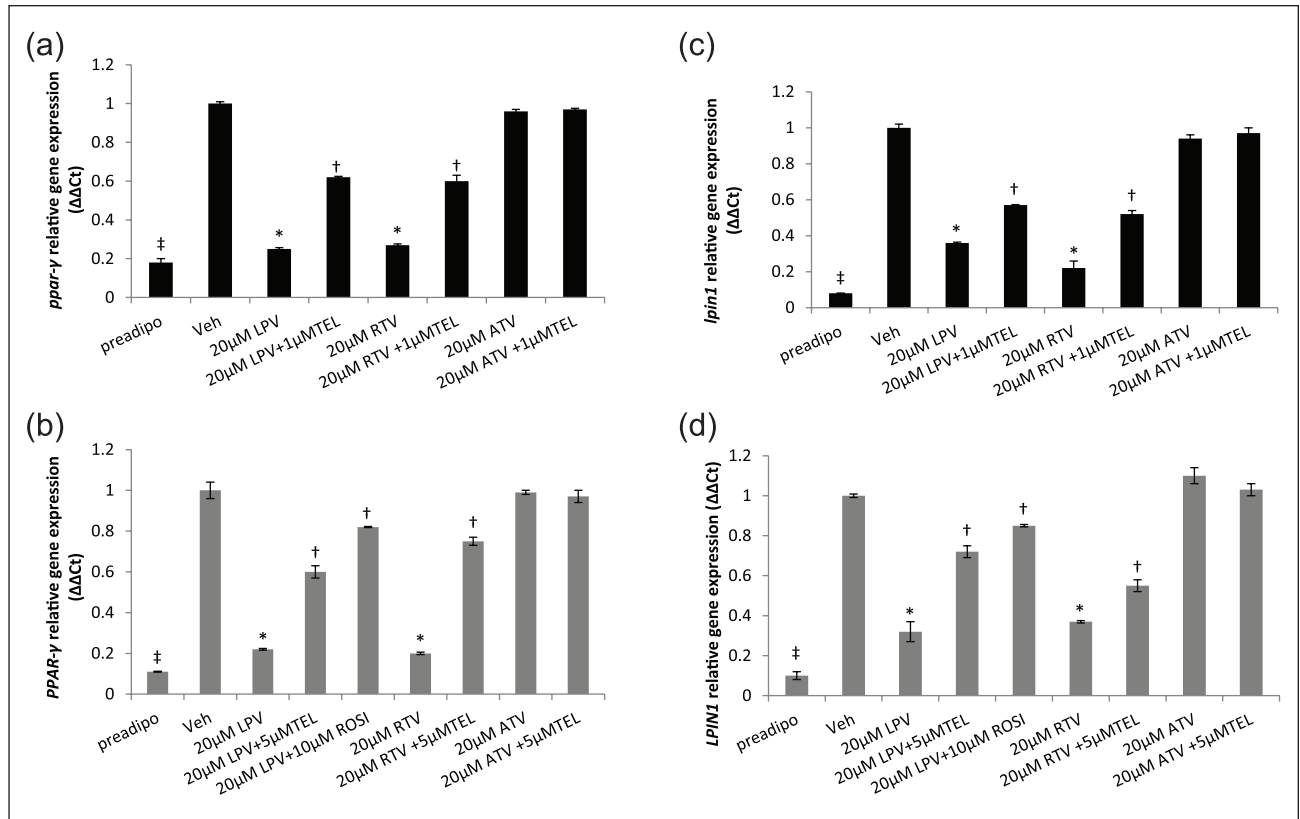 (a)
ppar-γ relative gene expression
(ΔΔCt)
1.2
1
0.8
0.6
0.4
0.2
0
‡
*
†
*
†
preadipo
Veh
20μM LPV
20μM LPV+1μMTEL
20μM RTV
20μM RTV +1μMTEL
20μM ATV
20μM ATV +1μMTEL
(c)
lpin1 relative gene expression
(ΔΔCt)
1.2
1
0.8
0.6
0.4
0.2
0
‡
*
†
*
†
preadipo
Veh
20μM LPV
20μM LPV+1μMTEL
20μM RTV
20μM RTV +1μMTEL
20μM ATV
20μM ATV +1μMTEL
(b)
PPAR-γ relative gene expression
(ΔΔCt)
1.2
1
0.8
0.6
0.4
0.2
0
‡
*
†
†
*
†
preadipo
Veh
20μM LPV
20μM LPV+5μMTEL
20μM LPV+10μM ROSI
20μM RTV
20μM RTV +5μMTEL
20μM ATV
20μM ATV +5μMTEL
(d)
LPIN1 relative gene expression (ΔΔCt)
1.2
1
0.8
0.6
0.4
0.2
0
‡
*
†
†
*
†
preadipo
Veh
20μM LPV
20μM LPV+5μMTEL
20μM LPV+10μM ROSI
20μM RTV
20μM RTV +5μMTEL
20μM ATV
20μM ATV +5μMTEL